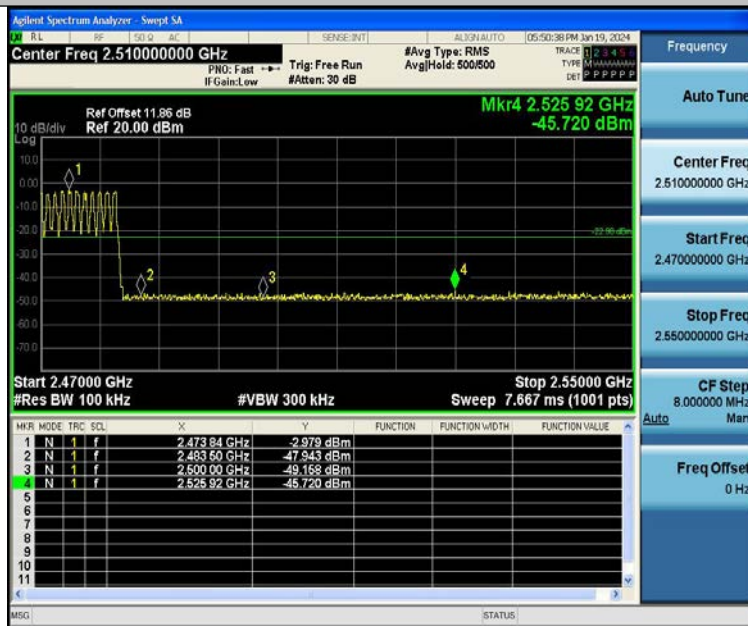 Agilent Spectrum Analyzer - Swept SA
RL RF 50 Ω AC SENSE:INT ALIGN AUTO 05:50:38 PM Jan 19, 2024
Center Freq 2.510000000 GHz
PNO: Fast
IFGain:Low
Trig: Free Run
#Atten: 30 dB
#Avg Type: RMS
Avg|Hold: 500/500
TRACE 1 2 3 4 5 6
TYPE M
DET P P P P P P
Frequency
Auto Tune
Center Freq
2.510000000 GHz
Start Freq
2.470000000 GHz
Stop Freq
2.550000000 GHz
CF Step
8.000000 MHz
Auto Man
Freq Offset
0 Hz
Mkr4 2.525 92 GHz
-45.720 dBm
Ref Offset 11.86 dB
10 dB/div Ref 20.00 dBm
Log
10.0
0.00
-10.0
-20.0
-30.0
-40.0
-50.0
-60.0
-70.0
1
2
3
4
-22.98 dBm
Start 2.47000 GHz Stop 2.55000 GHz
#Res BW 100 kHz #VBW 300 kHz Sweep 7.667 ms (1001 pts)
MKR MODE TRC SCL X Y FUNCTION FUNCTION WIDTH FUNCTION VALUE
1 N 1 f 2.473 84 GHz -2.979 dBm
2 N 1 f 2.483 50 GHz -47.943 dBm
3 N 1 f 2.500 00 GHz -49.158 dBm
4 N 1 f 2.525 92 GHz -45.720 dBm
5
6
7
8
9
10
11
MSG STATUS